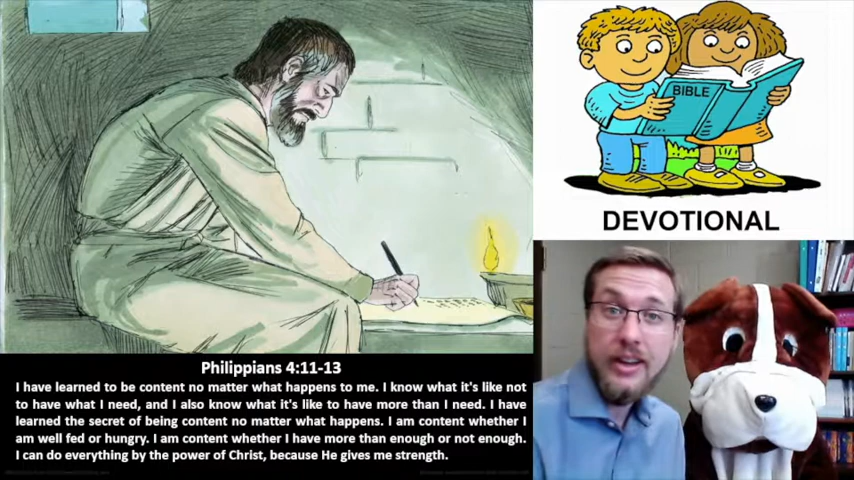 BIBLE
DEVOTIONAL
Philippians 4:11-13
I have learned to be content no matter what happens to me. I know what it's like not
to have what I need, and I also know what it's like to have more than I need. I have
learned the secret of being content no matter what happens. I am content whether I
am well fed or hungry. I am content whether I have more than enough or not enough.
I can do everything by the power of Christ, because He gives me strength.